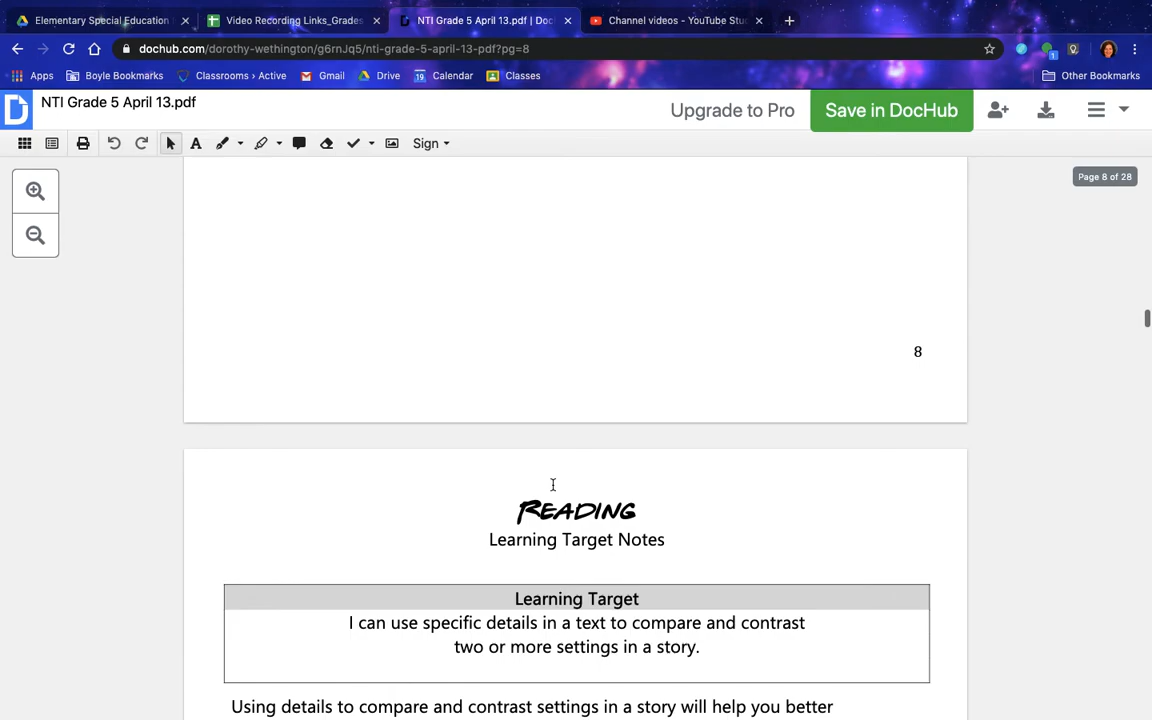 Elementary Special Education
Video Recording Links_Grades
NTI Grade 5 April 13.pdf | Doc
Channel videos - YouTube Stu
dochub.com/dorothy-wethington/g6rnJq5/nti-grade-5-april-13-pdf?pg=8
Apps
Boyle Bookmarks
Classrooms > Active
Gmail
Drive
19
Calendar
Classes
Other Bookmarks
1
NTI Grade 5 April 13.pdf
Upgrade to Pro
Save in DocHub
A
Sign
Page 8 of 28
8
READING
Learning Target Notes
Learning Target
I can use specific details in a text to compare and contrast
two or more settings in a story.
Using details to compare and contrast settings in a story will help you better